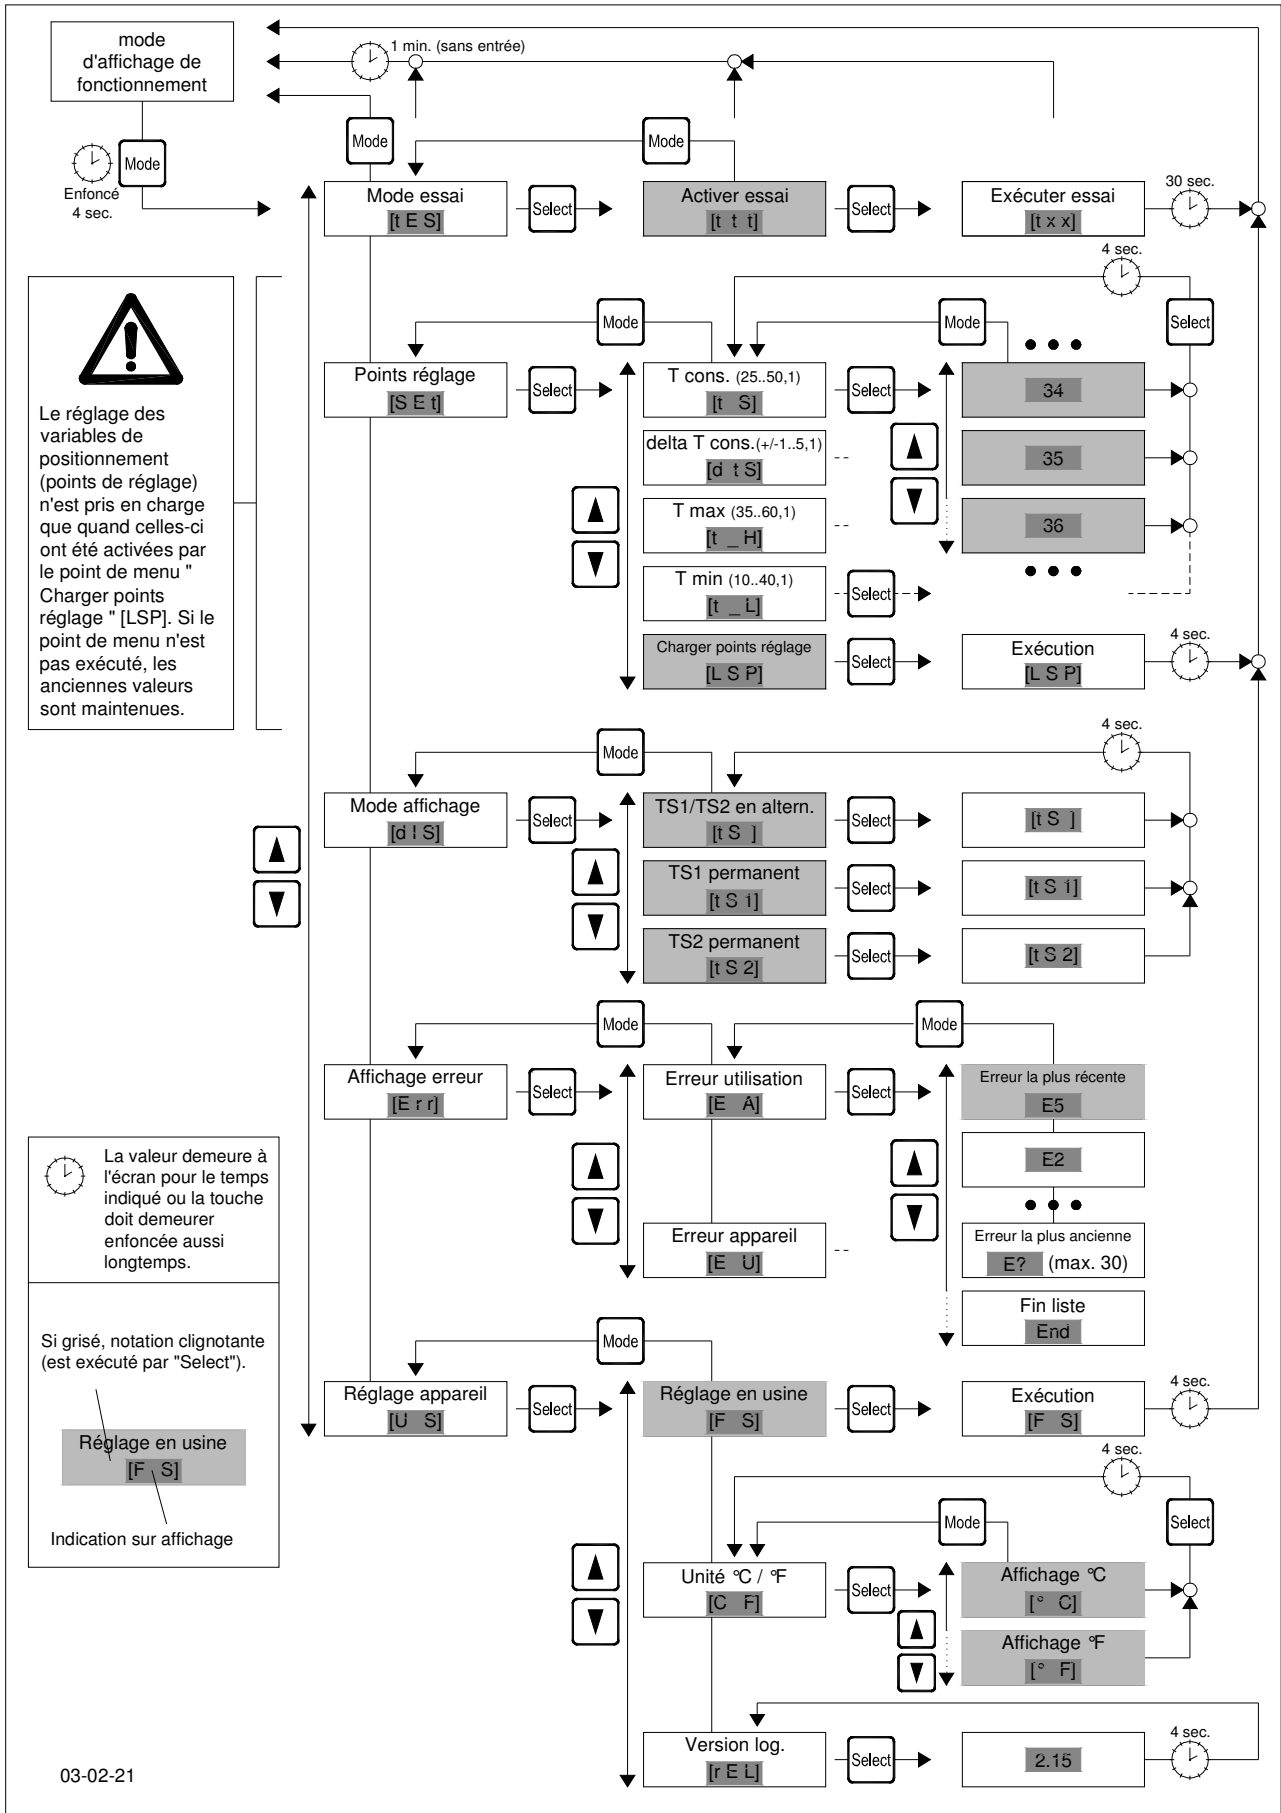 mode
d'affichage de
fonctionnement
1 min. (sans entrée)
Mode
Enfoncé
4 sec.
Mode
Mode
Mode essai
[t E S]
Select
Activer essai
[t t t]
Select
Exécuter essai
[t x x]
30 sec.
Le réglage des
variables de
positionnement
(points de réglage)
n'est pris en charge
que quand celles-ci
ont été activées par
le point de menu "
Charger points
réglage " [LSP]. Si le
point de menu n'est
pas exécuté, les
anciennes valeurs
sont maintenues.
4 sec.
Mode
Mode
Select
Points réglage
[S E t]
Select
T cons. (25..50,1)
[t S]
Select
34
delta T cons.(+/-1..5,1)
[d t S]
--
35
T max (35..60,1)
[t _ H]
--
36
T min (10..40,1)
[t _ L]
Select
Charger points réglage
[L S P]
Select
Exécution
[L S P]
4 sec.
4 sec.
Mode
Mode affichage
[d I S]
Select
TS1/TS2 en altern.
[t S ]
Select
[t S ]
TS1 permanent
[t S 1]
Select
[t S 1]
TS2 permanent
[t S 2]
Select
[t S 2]
Mode
Mode
Affichage erreur
[E r r]
Select
Erreur utilisation
[E A]
Select
Erreur la plus récente
E5
E2
Erreur appareil
[E U]
--
Erreur la plus ancienne
E? (max. 30)
Fin liste
End
La valeur demeure à
l'écran pour le temps
indiqué ou la touche
doit demeurer
enfoncée aussi
longtemps.
Si grisé, notation clignotante
(est exécuté par "Select").
Réglage en usine
[F S]
Indication sur affichage
Mode
Réglage appareil
[U S]
Select
Réglage en usine
[F S]
Select
Exécution
[F S]
4 sec.
4 sec.
Mode
Select
Unité °C / °F
[C F]
Select
Affichage °C
[° C]
Affichage °F
[° F]
Version log.
[r E L]
Select
2.15
4 sec.
03-02-21